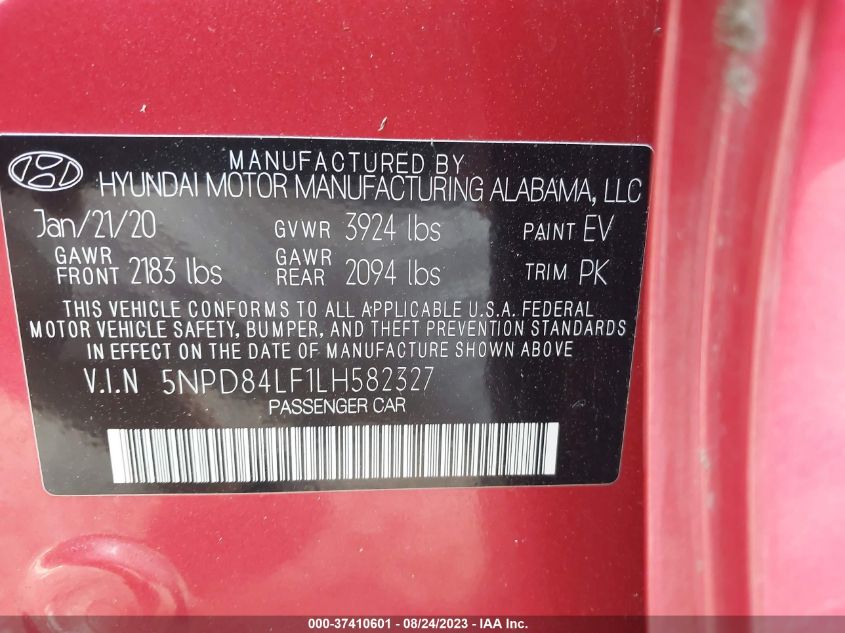 MANUFACTURED BY
HYUNDAI MOTOR MANUFACTURING ALABAMA, LLC
Jan/21/20 GVWR 3924 lbs PAINT EV
GAWR FRONT 2183 lbs GAWR REAR 2094 lbs TRIM PK
THIS VEHICLE CONFORMS TO ALL APPLICABLE U.S.A. FEDERAL
MOTOR VEHICLE SAFETY, BUMPER, AND THEFT PREVENTION STANDARDS
IN EFFECT ON THE DATE OF MANUFACTURE SHOWN ABOVE
V.I.N 5NPD84LF1LH582327
PASSENGER CAR
000-37410601 - 08/24/2023 - IAA Inc.